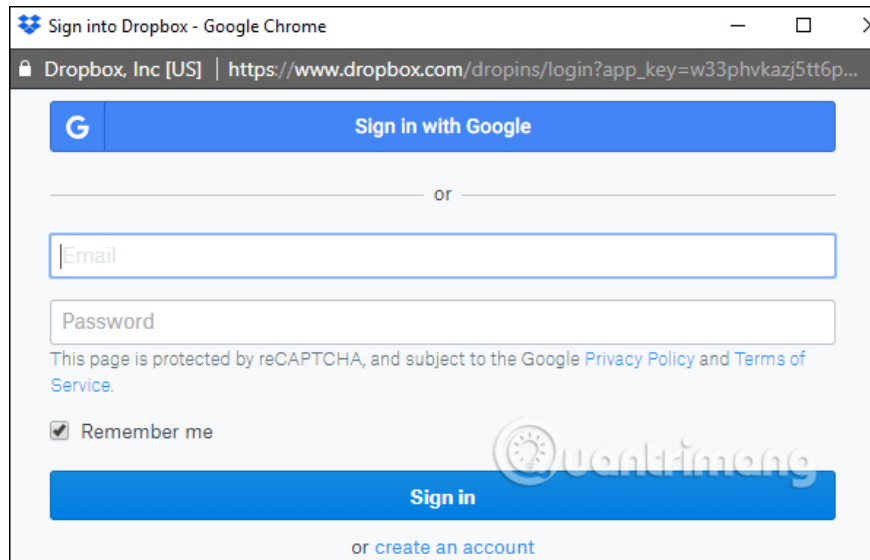 Sign into Dropbox - Google Chrome
Dropbox, Inc [US] | https://www.dropbox.com/dropins/login?app_key=w33phvkazj5tt6p...
G Sign in with Google
or
Email
Password
This page is protected by reCAPTCHA, and subject to the Google Privacy Policy and Terms of
Service.
Remember me
Quantrimang
Sign in
or create an account